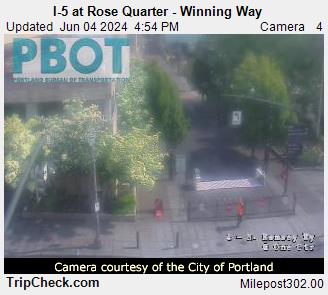 I-5 at Rose Quarter - Winning Way
Updated Jun 04 2024 4:54 PM Camera 4
PBOT
PORTLAND BUREAU OF TRANSPORTATION
Camera courtesy of the City of Portland
TripCheck.com Milepost302.00